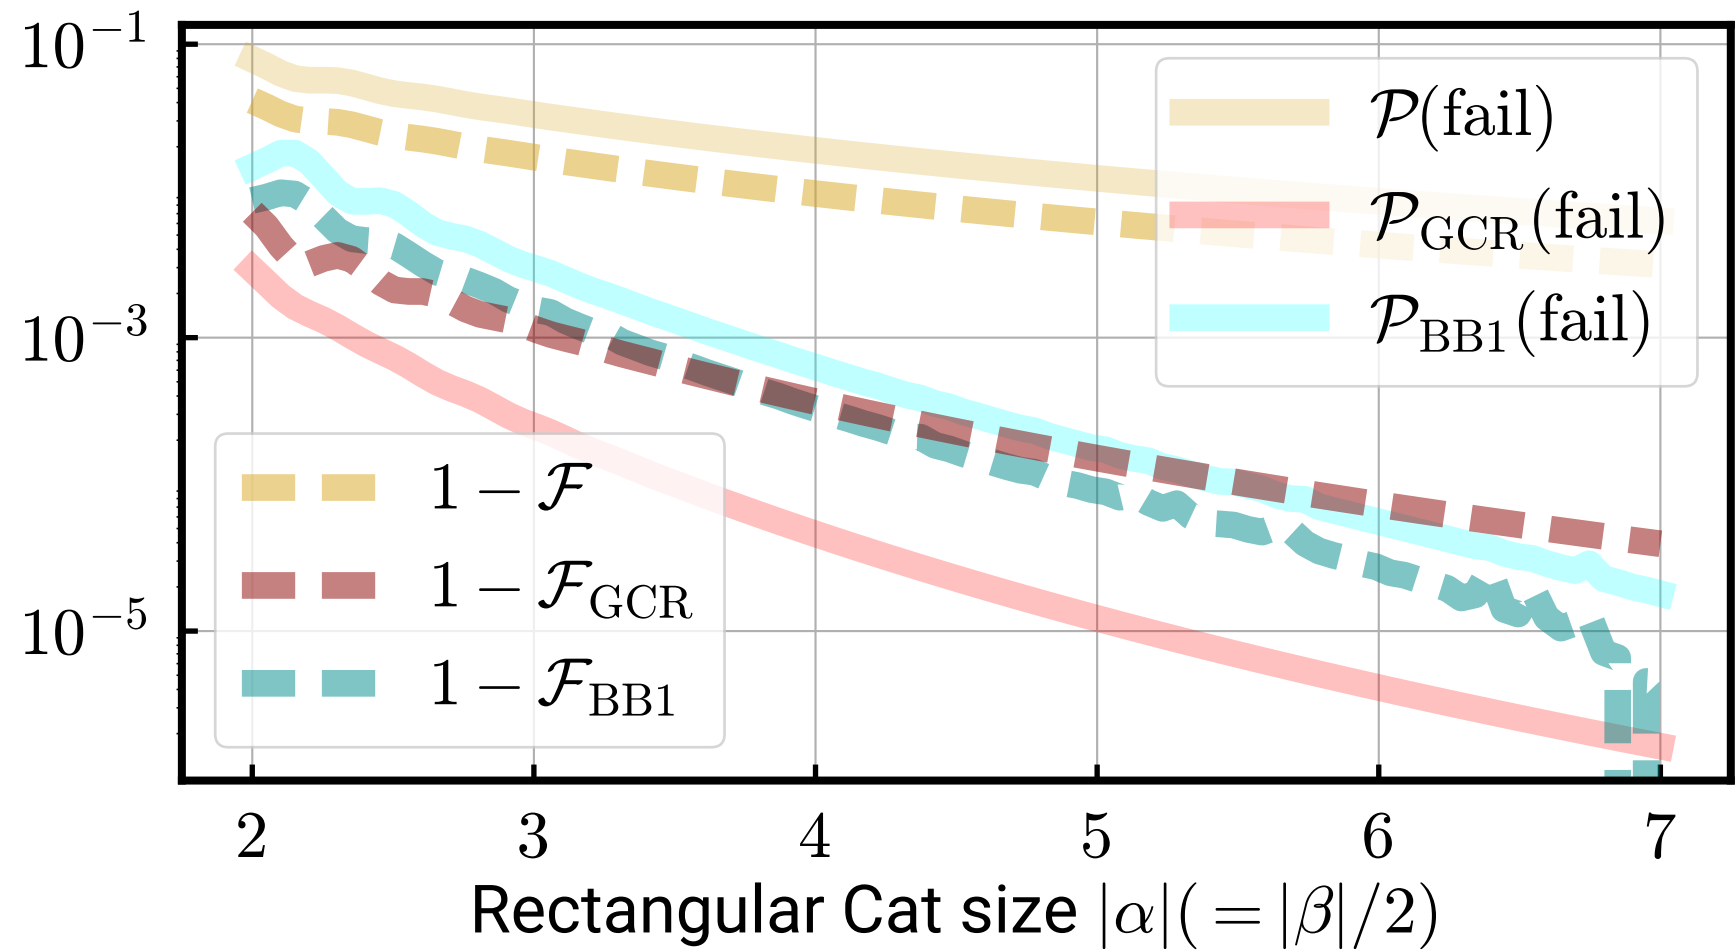 10⁻¹
10⁻³
10⁻⁵
𝒫(fail)
𝒫_GCR(fail)
𝒫_BB1(fail)
1 − ℱ
1 − ℱ_GCR
1 − ℱ_BB1
2 3 4 5 6 7
Rectangular Cat size |α|( = |β|/2)